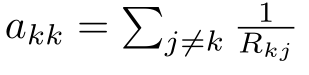 $a_{kk} = \sum_{j \neq k} \frac{1}{R_{kj}}$